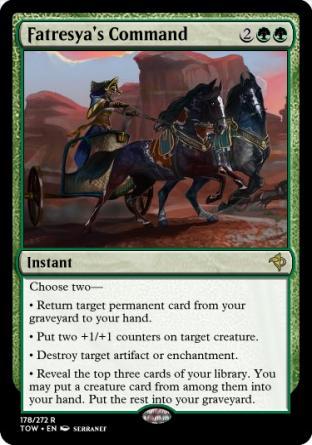 Fatresya's Command 2
Instant
Choose two—
• Return target permanent card from your
graveyard to your hand.
• Put two +1/+1 counters on target creature.
• Destroy target artifact or enchantment.
• Reveal the top three cards of your library. You
may put a creature card from among them into
your hand. Put the rest into your graveyard.
178/272 R
TOW • EN SERRANEF